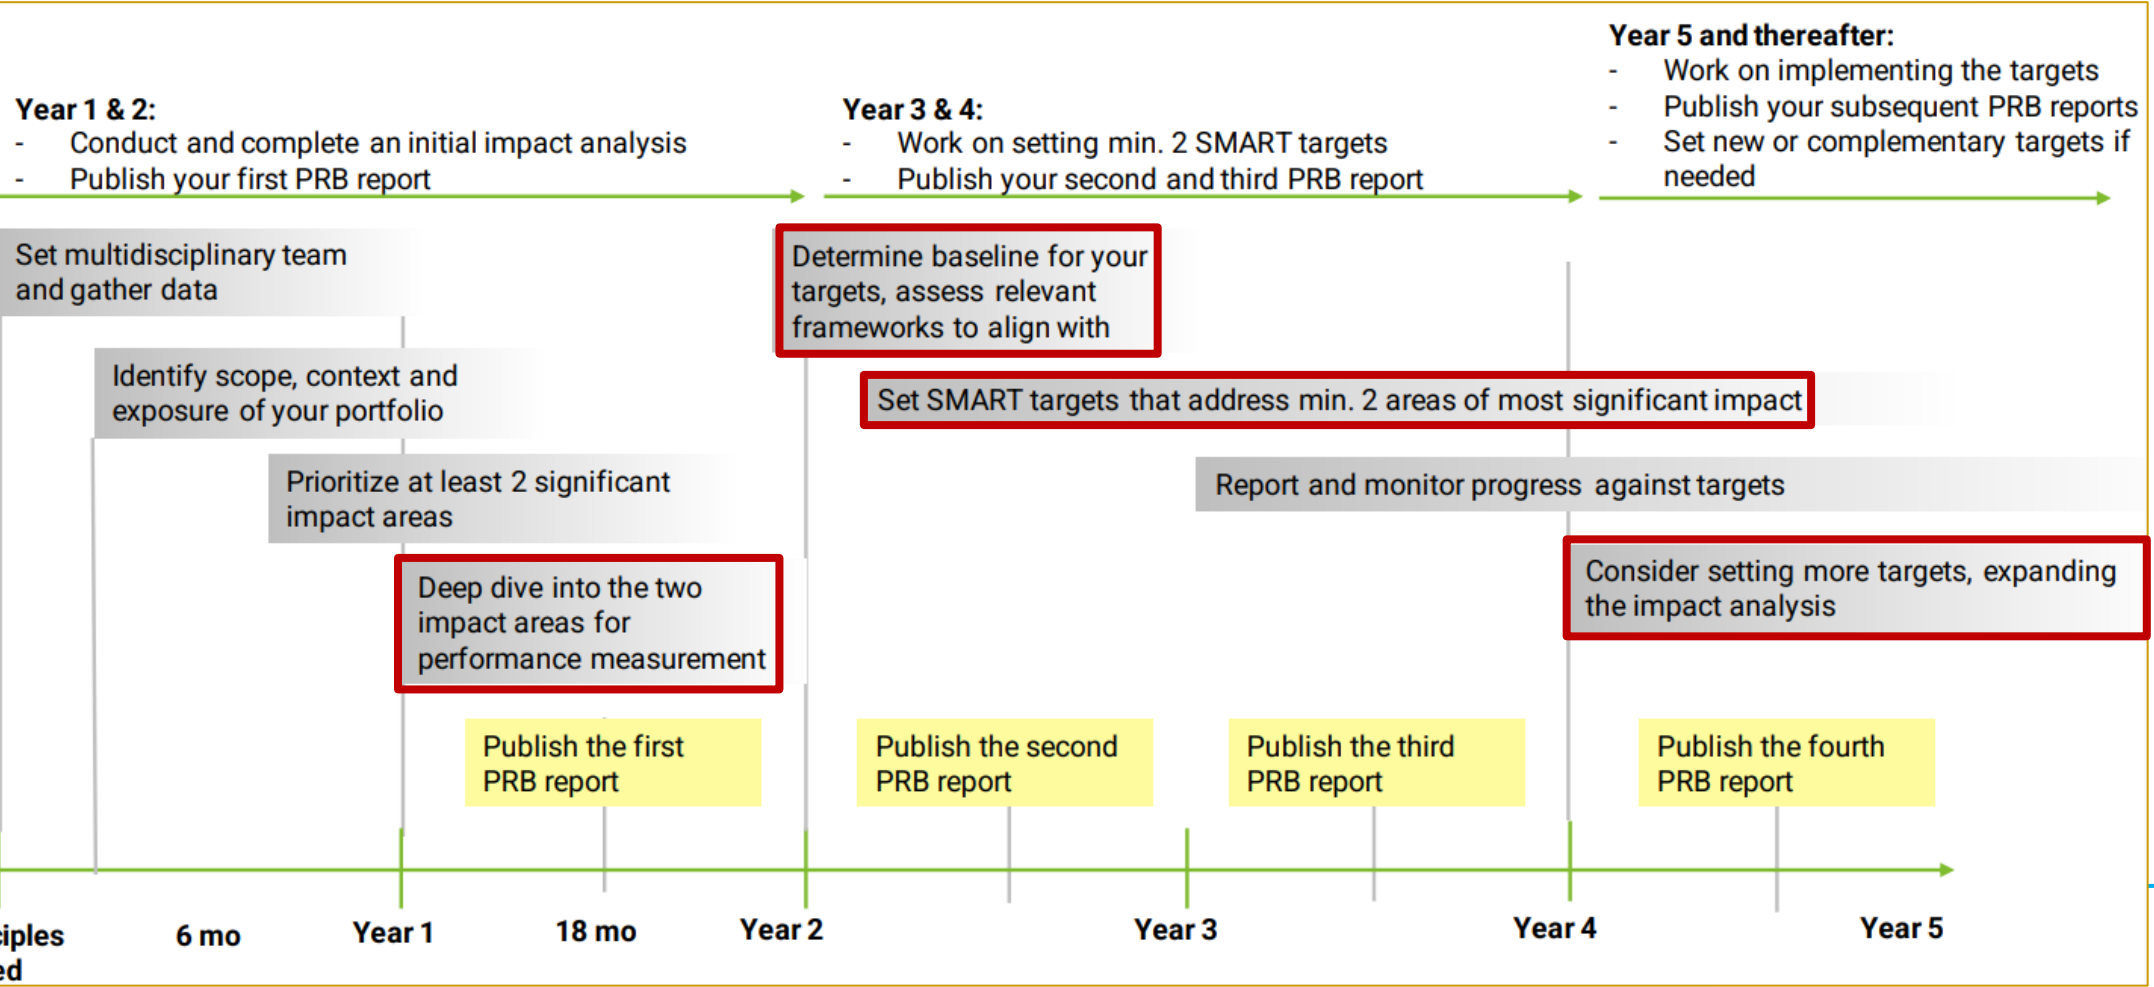 Year 1 & 2:
- Conduct and complete an initial impact analysis
- Publish your first PRB report
Year 3 & 4:
- Work on setting min. 2 SMART targets
- Publish your second and third PRB report
Year 5 and thereafter:
- Work on implementing the targets
- Publish your subsequent PRB reports
- Set new or complementary targets if
needed
Set multidisciplinary team
and gather data
Identify scope, context and
exposure of your portfolio
Prioritize at least 2 significant
impact areas
Deep dive into the two
impact areas for
performance measurement
Determine baseline for your
targets, assess relevant
frameworks to align with
Set SMART targets that address min. 2 areas of most significant impact
Report and monitor progress against targets
Consider setting more targets, expanding
the impact analysis
Publish the first
PRB report
Publish the second
PRB report
Publish the third
PRB report
Publish the fourth
PRB report
ciples
ed
6 mo
Year 1
18 mo
Year 2
Year 3
Year 4
Year 5